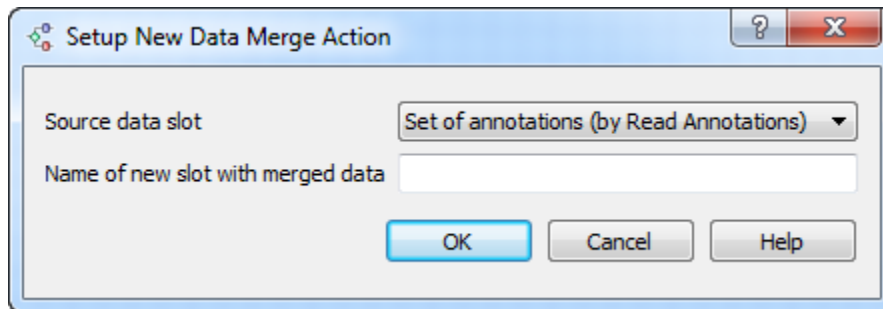 Setup New Data Merge Action
Source data slot
Set of annotations (by Read Annotations)
Name of new slot with merged data
OK
Cancel
Help